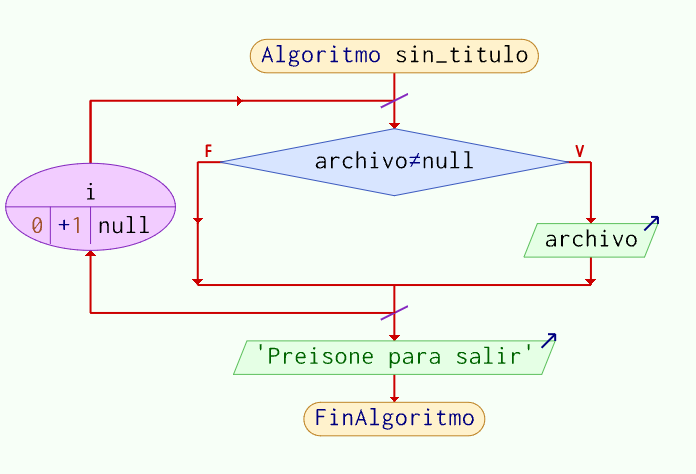 Algoritmo sin_titulo
F
V
archivo≠null
i
0 +1 null
archivo
'Preisone para salir'
FinAlgoritmo